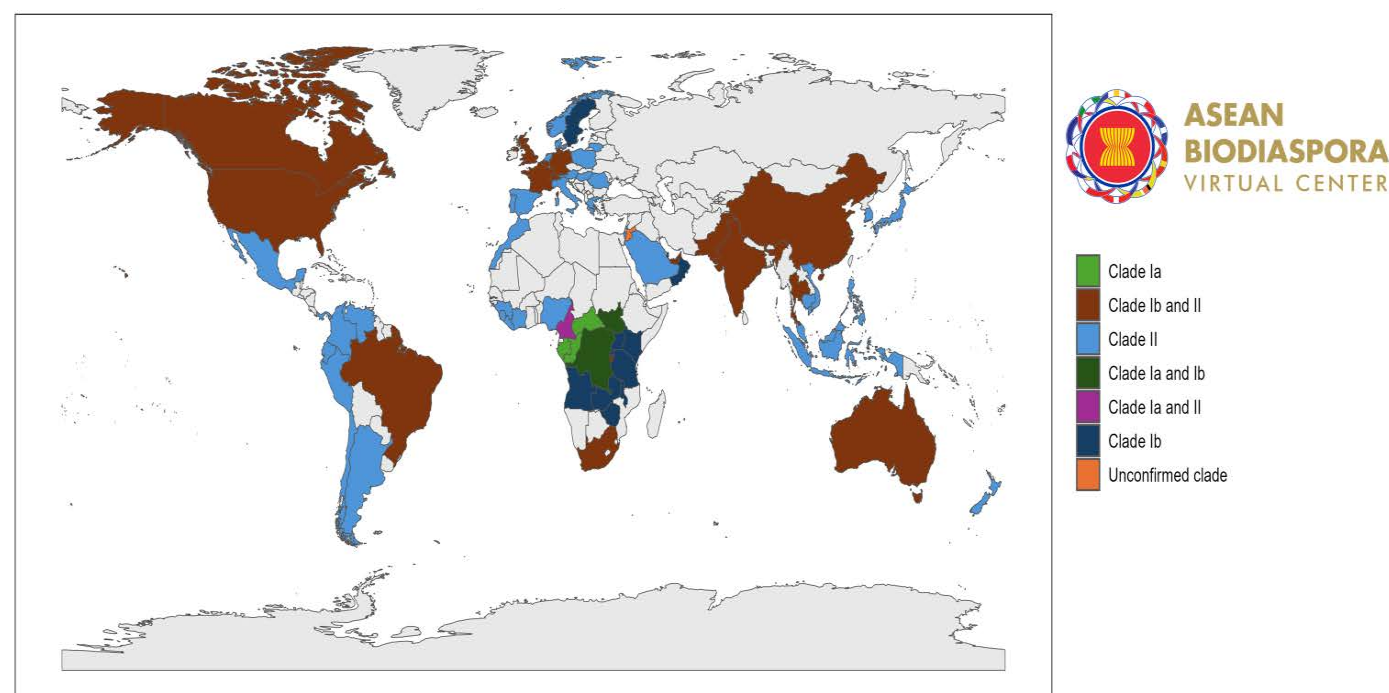 ASEAN
BIODIASPORA
VIRTUAL CENTER
Clade Ia
Clade Ib and II
Clade II
Clade Ia and Ib
Clade Ia and II
Clade Ib
Unconfirmed clade